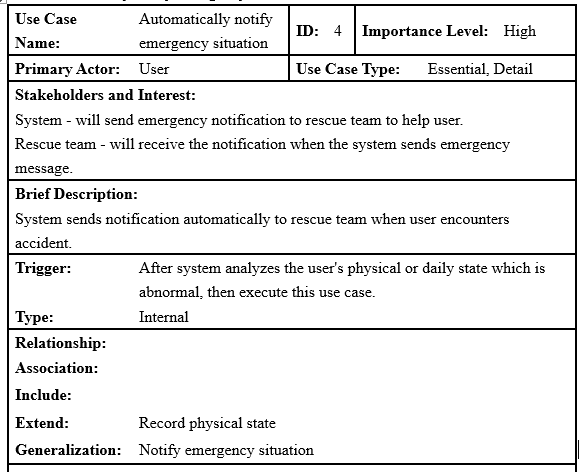 Use Case Name: Automatically notify emergency situation ID: 4 Importance Level: High
Primary Actor: User Use Case Type: Essential, Detail
Stakeholders and Interest:
System - will send emergency notification to rescue team to help user.
Rescue team - will receive the notification when the system sends emergency
message.
Brief Description:
System sends notification automatically to rescue team when user encounters
accident.
Trigger: After system analyzes the user's physical or daily state which is
abnormal, then execute this use case.
Type: Internal
Relationship:
Association:
Include:
Extend: Record physical state
Generalization: Notify emergency situation